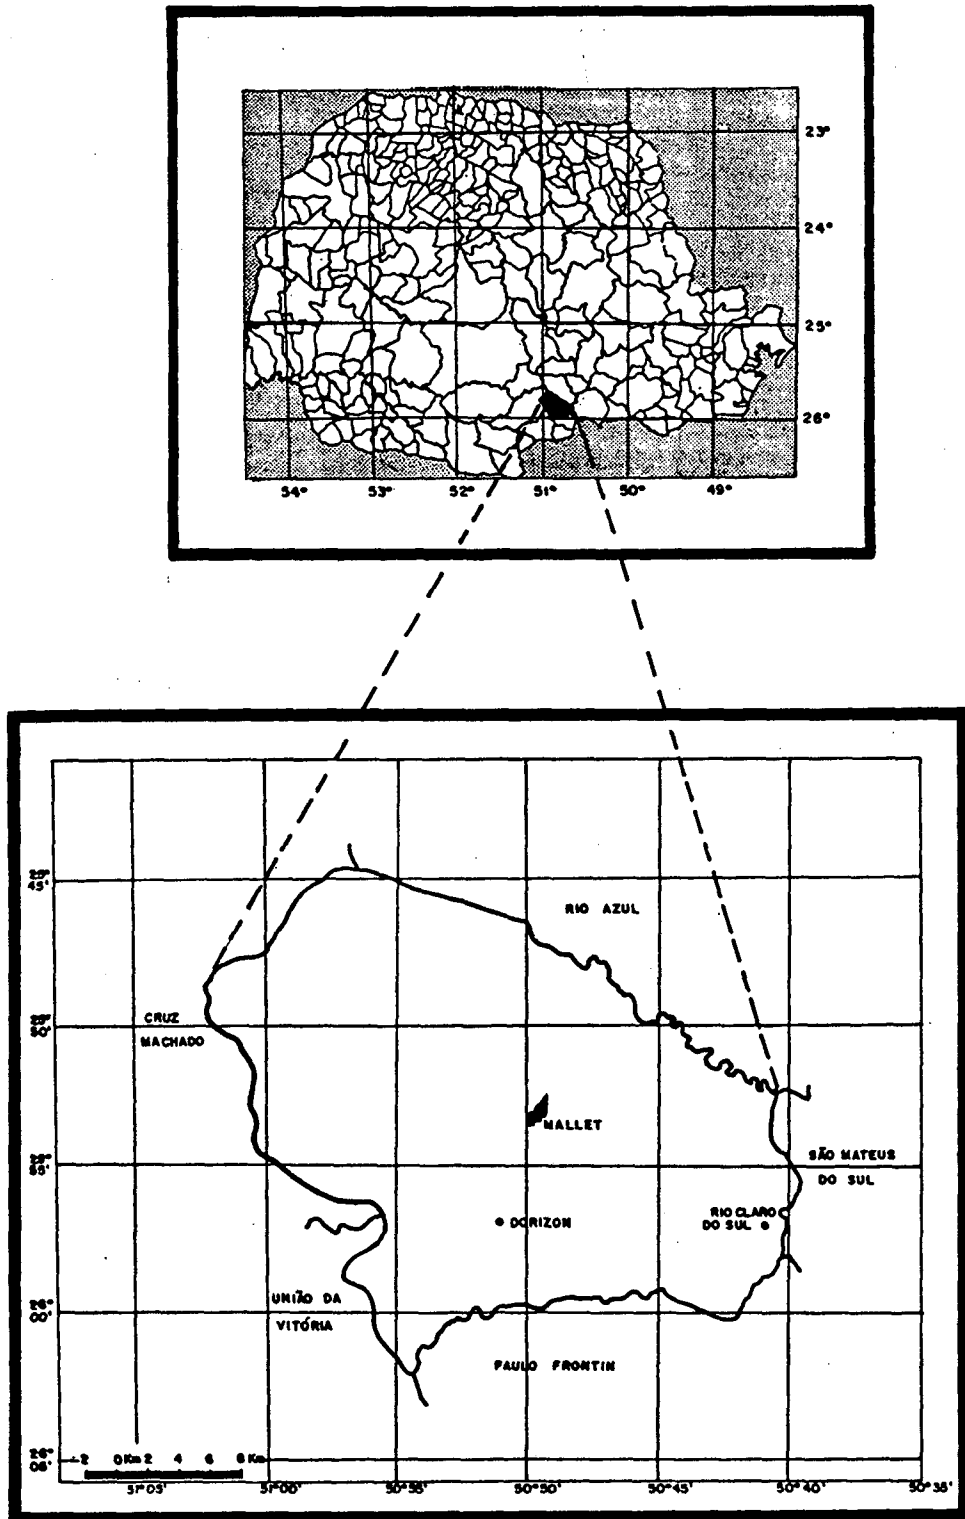 23°
24°
25°
26°
54° 53° 52° 51° 50° 49°
RIO AZUL
25°
45'
CRUZ
MACHADO
25°
50'
MALLET
25°
55'
SÃO MATEUS
DO SUL
RIO CLARO
DO SUL
DORIZON
UNIÃO DA
VITÓRIA
26°
00'
PAULO FRONTIN
26°
05'
2 0Km 2 4 6 8 Km
51°05' 51°00' 50°55' 50°50' 50°45' 50°40' 50°35'